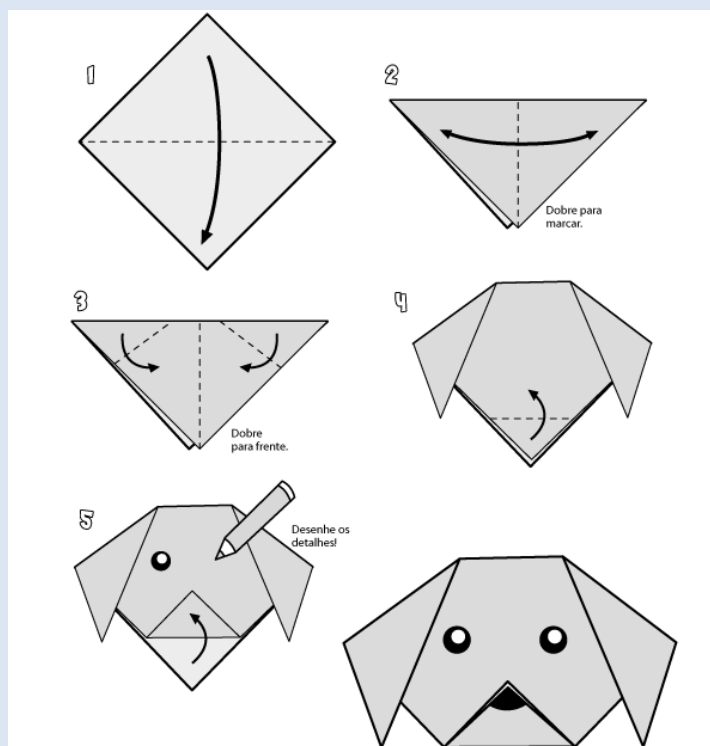 1
2
Dobre para
marcar.
3
Dobre
para frente.
4
5
Desenhe os
detalhes!